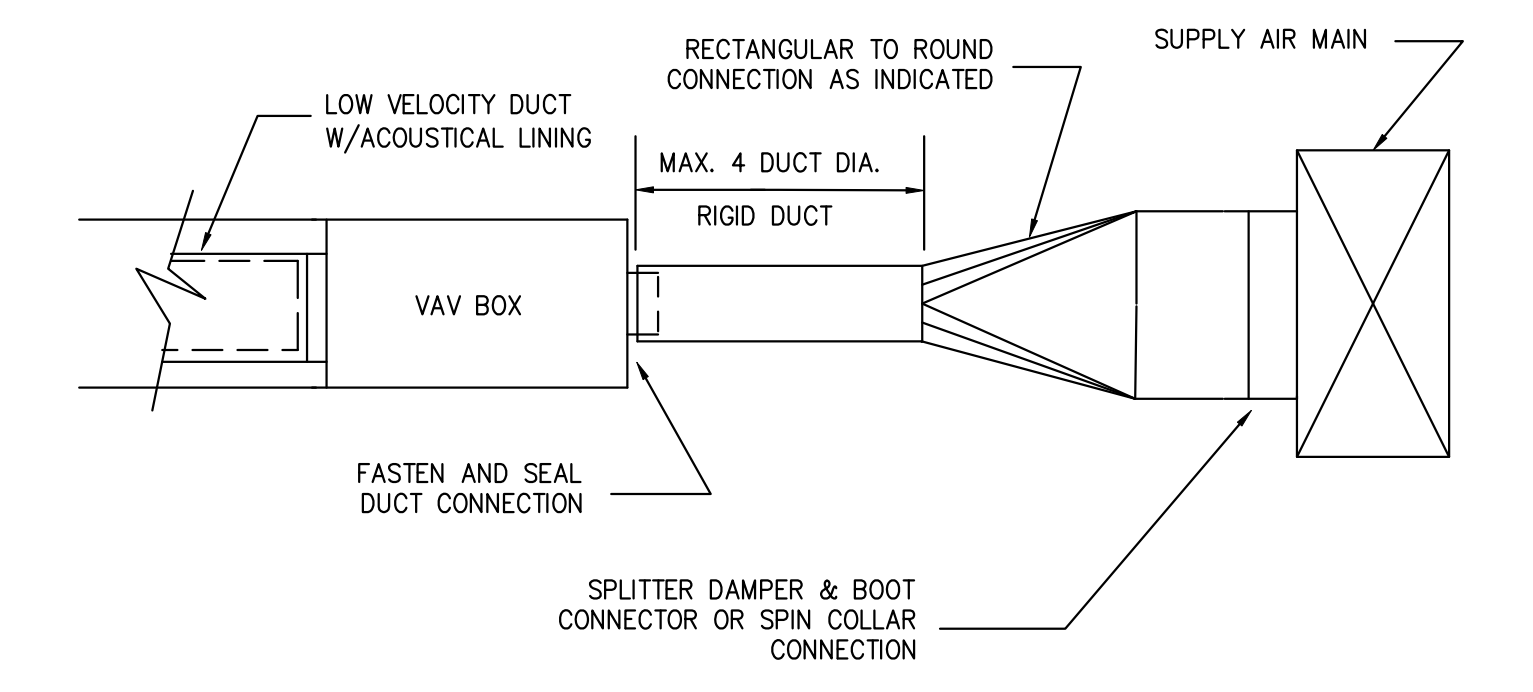 SUPPLY AIR MAIN
RECTANGULAR TO ROUND
CONNECTION AS INDICATED
LOW VELOCITY DUCT
W/ACOUSTICAL LINING
MAX. 4 DUCT DIA.
RIGID DUCT
VAV BOX
FASTEN AND SEAL
DUCT CONNECTION
SPLITTER DAMPER & BOOT
CONNECTOR OR SPIN COLLAR
CONNECTION